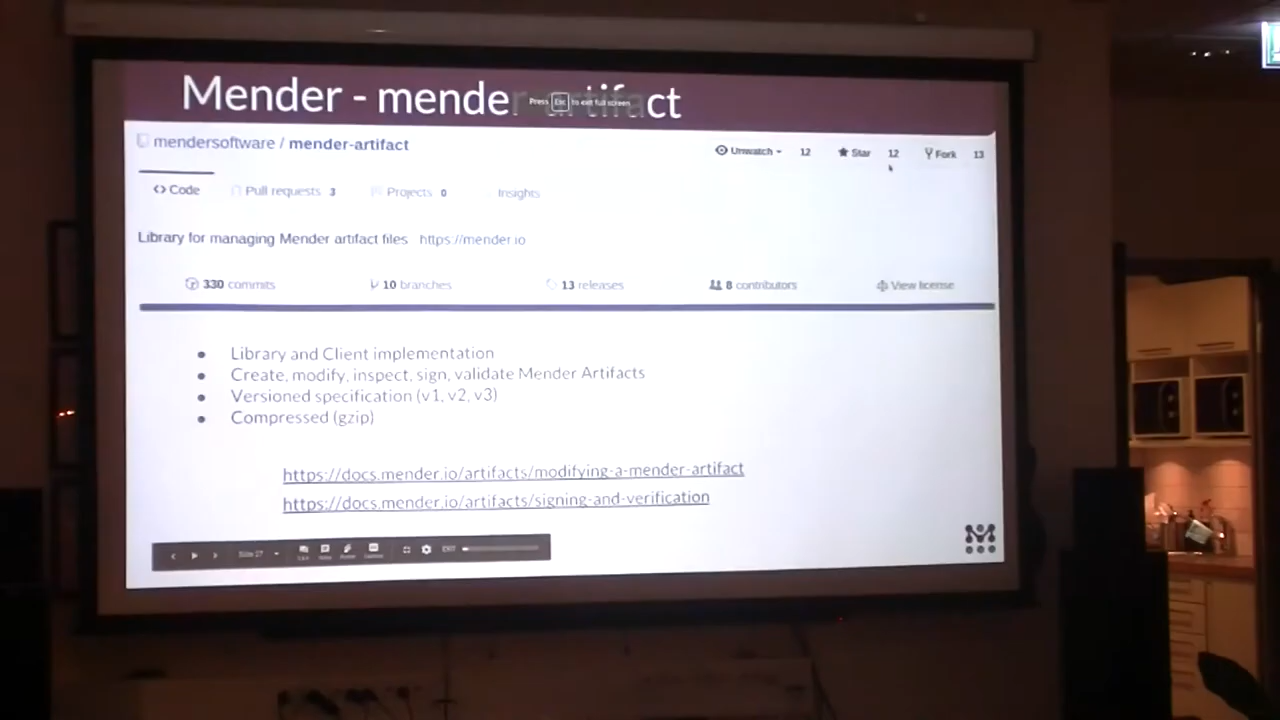 Mender - mender-artifact
Press Esc to exit full screen
mendersoftware / mender-artifact
Unwatch 12 Star 12 Fork 13
Code Pull requests 3 Projects 0 Insights
Library for managing Mender artifact files https://mender.io
330 commits 10 branches 13 releases 8 contributors View license
● Library and Client implementation
● Create, modify, inspect, sign, validate Mender Artifacts
● Versioned specification (v1, v2, v3)
● Compressed (gzip)
https://docs.mender.io/artifacts/modifying-a-mender-artifact
https://docs.mender.io/artifacts/signing-and-verification
Slide 27